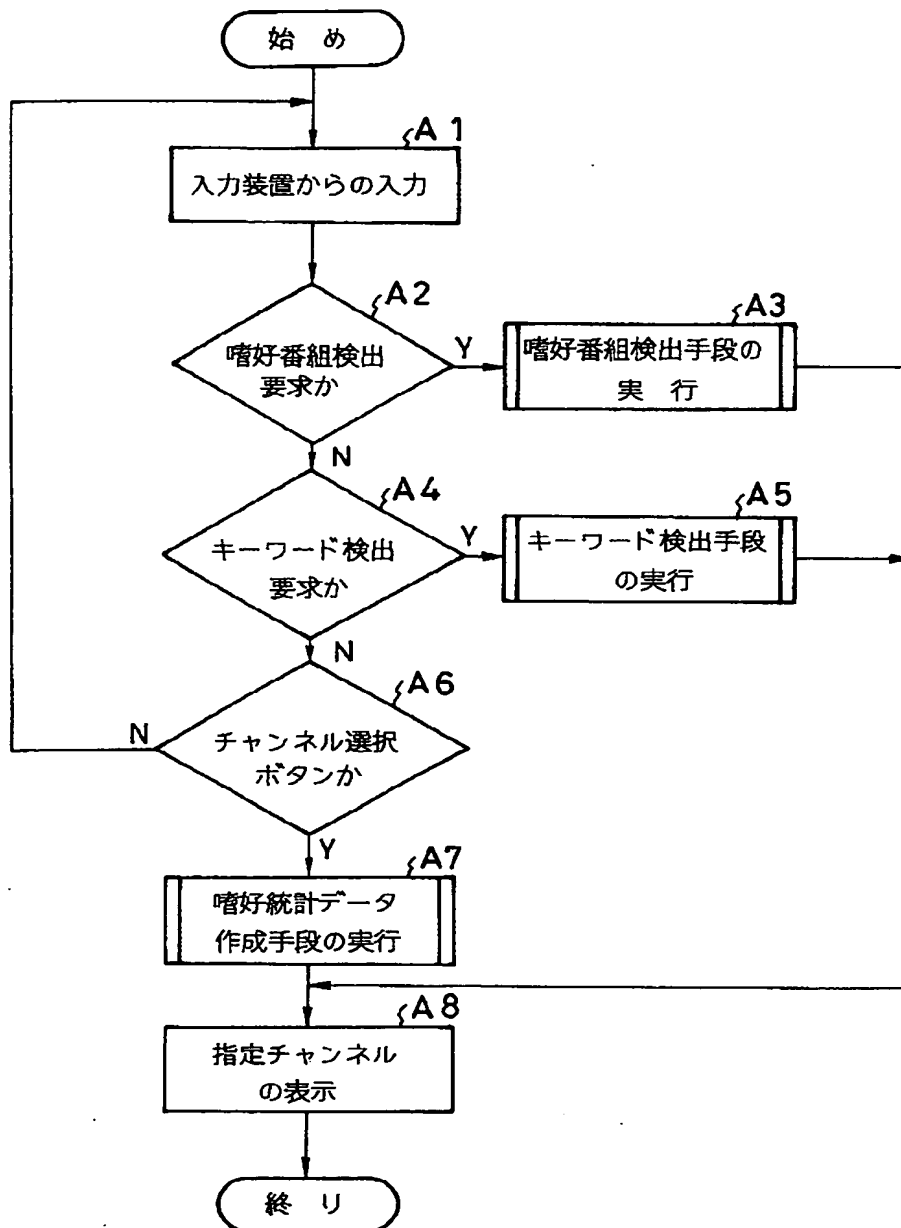 始め
A1
入力装置からの入力
A2
嗜好番組検出
要求か
Y
A3
嗜好番組検出手段の
実行
N
A4
キーワード検出
要求か
Y
A5
キーワード検出手段
の実行
N
A6
チャンネル選択
ボタンか
N
Y
A7
嗜好統計データ
作成手段の実行
A8
指定チャンネル
の表示
終り